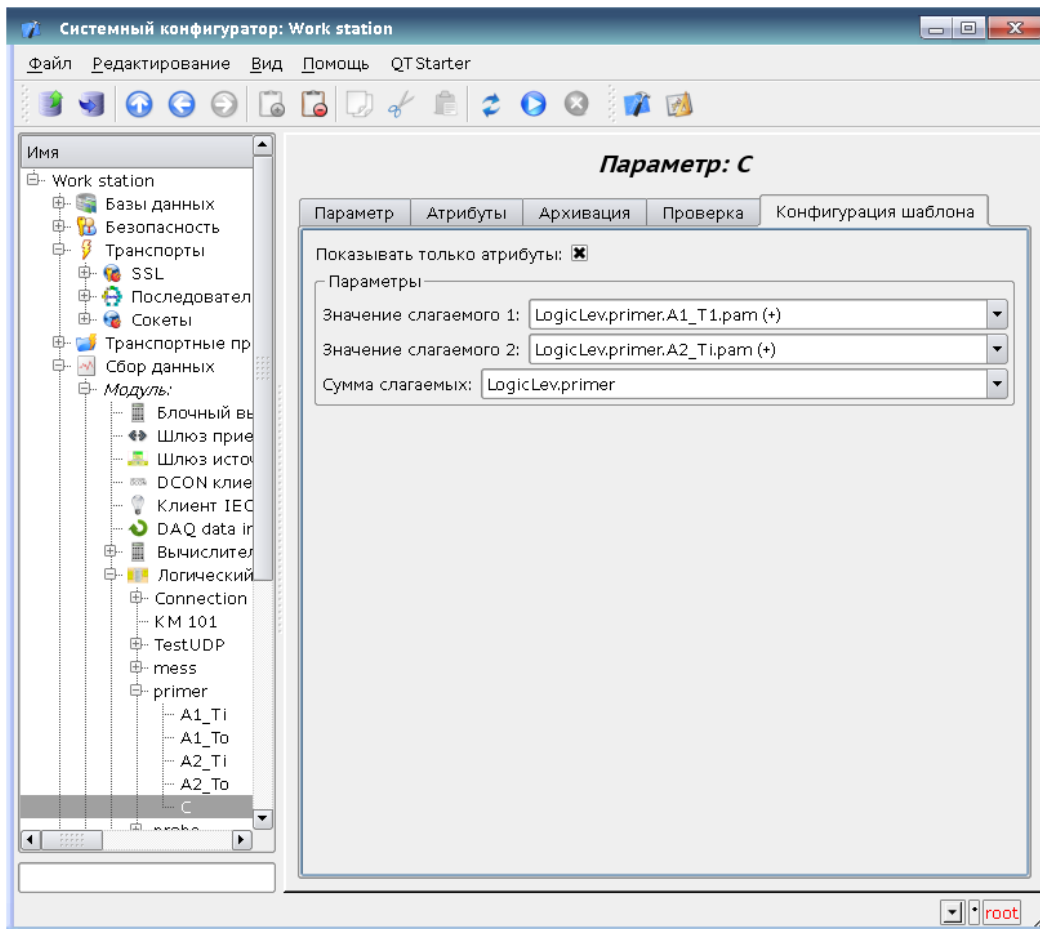 Системный конфигуратор: Work station
Файл Редактирование Вид Помощь QTStarter
Имя
Work station
Базы данных
Безопасность
Транспорты
SSL
Последовател
Сокеты
Транспортные пр
Сбор данных
Модуль:
Блочный вы
Шлюз прие
Шлюз источ
DCON клие
Клиент IEC
DAQ data in
Вычислител
Логический
Connection
KM 101
TestUDP
mess
primer
A1_Ti
A1_To
A2_Ti
A2_To
C
probe
Параметр: C
Параметр Атрибуты Архивация Проверка Конфигурация шаблона
Показывать только атрибуты:
Параметры
Значение слагаемого 1: LogicLev.primer.A1_T1.pam (+)
Значение слагаемого 2: LogicLev.primer.A2_Ti.pam (+)
Сумма слагаемых: LogicLev.primer
root